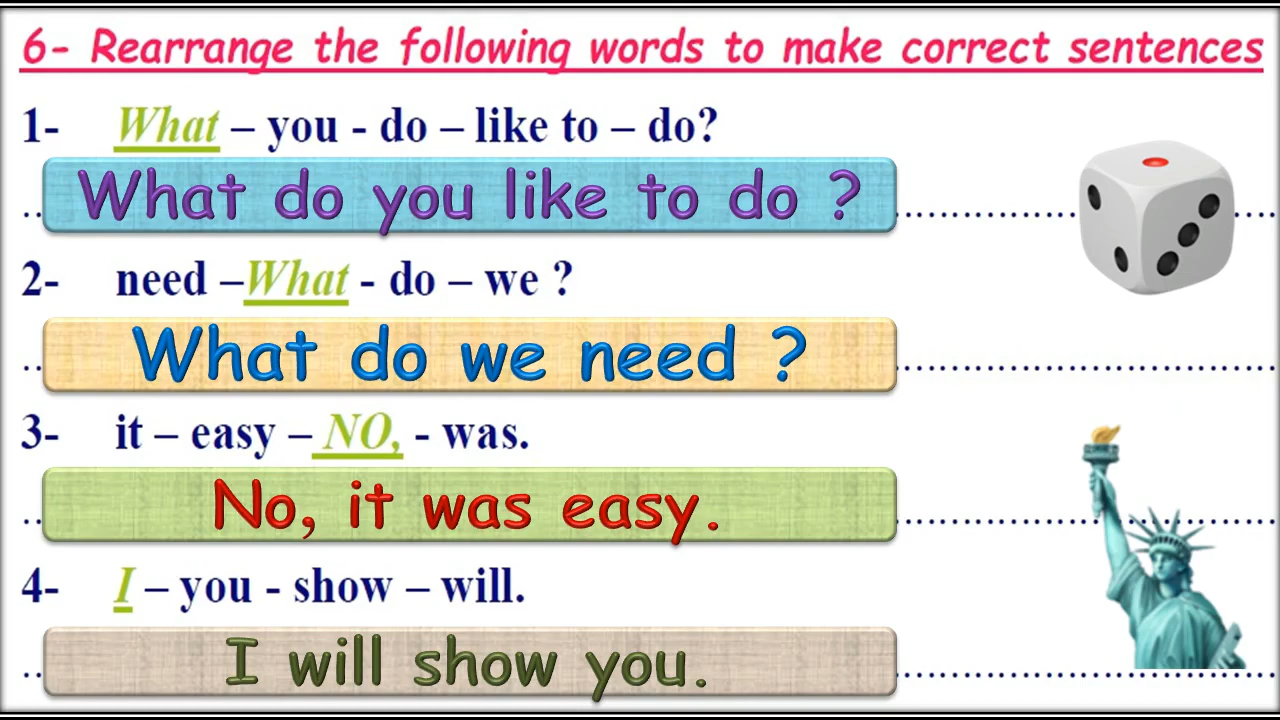 6- Rearrange the following words to make correct sentences
1- What – you - do – like to – do?
What do you like to do ?
2- need –What - do – we ?
What do we need ?
3- it – easy – NO, - was.
No, it was easy.
4- I – you - show – will.
I will show you.